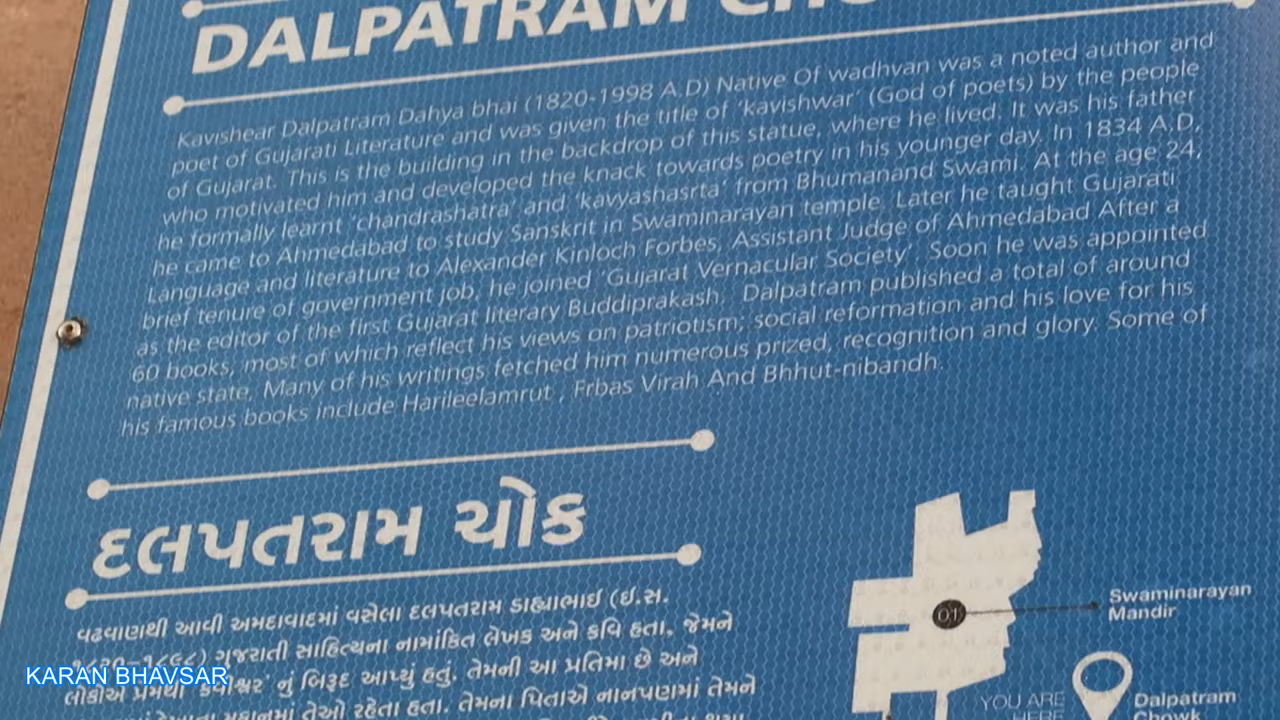 DALPATRAM CHO
Kavishear Dalpatram Dahya bhai (1820-1998 A.D) Native Of wadhvan was a noted author and
poet of Gujarati Literature and was given the title of 'kavishwar' (God of poets) by the people
of Gujarat. This is the building in the backdrop of this statue, where he lived. It was his father
who motivated him and developed the knack towards poetry in his younger day. In 1834 A.D,
he formally learnt 'chandrashatra' and 'kavyashasrta' from Bhumanand Swami. At the age 24,
he came to Ahmedabad to study Sanskrit in Swaminarayan temple. Later he taught Gujarati
Language and literature to Alexander Kinloch Forbes, Assistant Judge of Ahmedabad After a
brief tenure of government job, he joined 'Gujarat Vernacular Society'. Soon he was appointed
as the editor of the first Gujarat literary Buddiprakash. Dalpatram published a total of around
60 books, most of which reflect his views on patriotism; social reformation and his love for his
native state, Many of his writings fetched him numerous prized, recognition and glory. Some of
his famous books include Harileelamrut , Frbas Virah And Bhhut-nibandh.
દલપતરામ ચોક
વઢવાણથી આવી અમદાવાદમાં વસેલા દલપતરામ ડાહ્યાભાઈ (ઇ.સ.
૧૮૨૦-૧૮૯૮) ગુજરાતી સાહિત્યના નામાંકિત લેખક અને કવિ હતા, જેમને
લોકોએ પ્રેમથી 'કવીશ્વર' નું બિરૂદ આપ્યું હતું. તેમની આ પ્રતિમા છે અને
તેઓ રહેતા હતા. તેમના પિતાએ નાનપણમાં તેમને
01
Swaminarayan
Mandir
YOU ARE
HERE
Dalpatram
Chowk
KARAN BHAVSAR